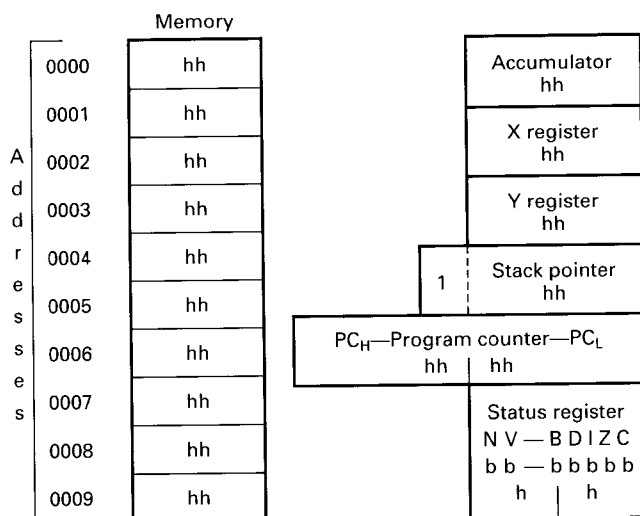 Memory
Addresses
0000 hh
0001 hh
0002 hh
0003 hh
0004 hh
0005 hh
0006 hh
0007 hh
0008 hh
0009 hh
Accumulator
hh
X register
hh
Y register
hh
1 Stack pointer
hh
PCH—Program counter—PCL
hh hh
Status register
N V — B D I Z C
b b — b b b b b
h h